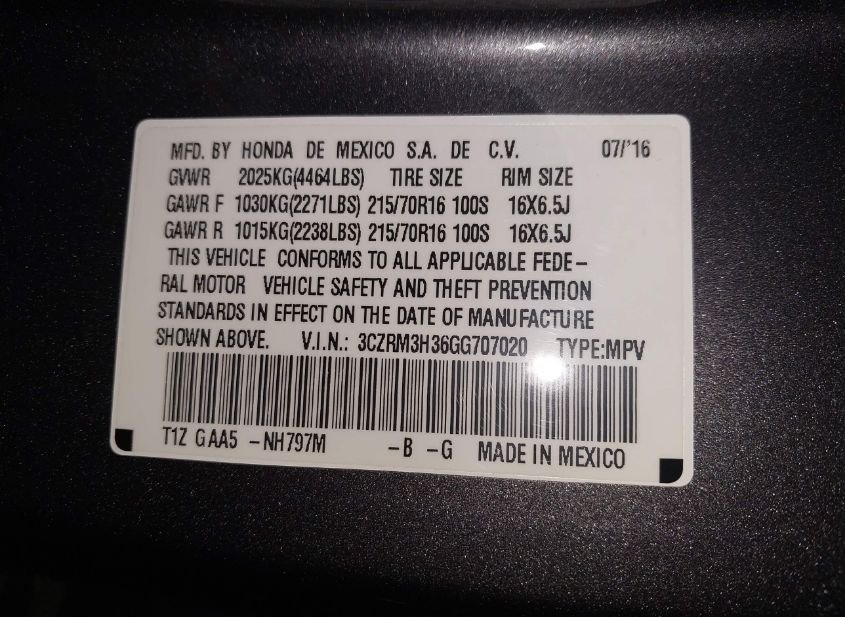 MFD. BY HONDA DE MEXICO S.A. DE C.V. 07/'16
GVWR 2025KG(4464LBS) TIRE SIZE RIM SIZE
GAWR F 1030KG(2271LBS) 215/70R16 100S 16X6.5J
GAWR R 1015KG(2238LBS) 215/70R16 100S 16X6.5J
THIS VEHICLE CONFORMS TO ALL APPLICABLE FEDE-
RAL MOTOR VEHICLE SAFETY AND THEFT PREVENTION
STANDARDS IN EFFECT ON THE DATE OF MANUFACTURE
SHOWN ABOVE. V.I.N.: 3CZRM3H36GG707020 TYPE:MPV
T1Z GAA5 -NH797M -B -G MADE IN MEXICO